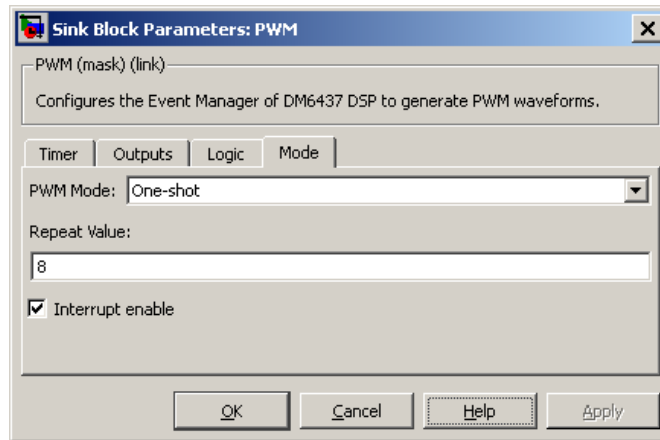 Sink Block Parameters: PWM
PWM (mask) (link)
Configures the Event Manager of DM6437 DSP to generate PWM waveforms.
Timer Outputs Logic Mode
PWM Mode: One-shot
Repeat Value:
8
Interrupt enable
OK Cancel Help Apply